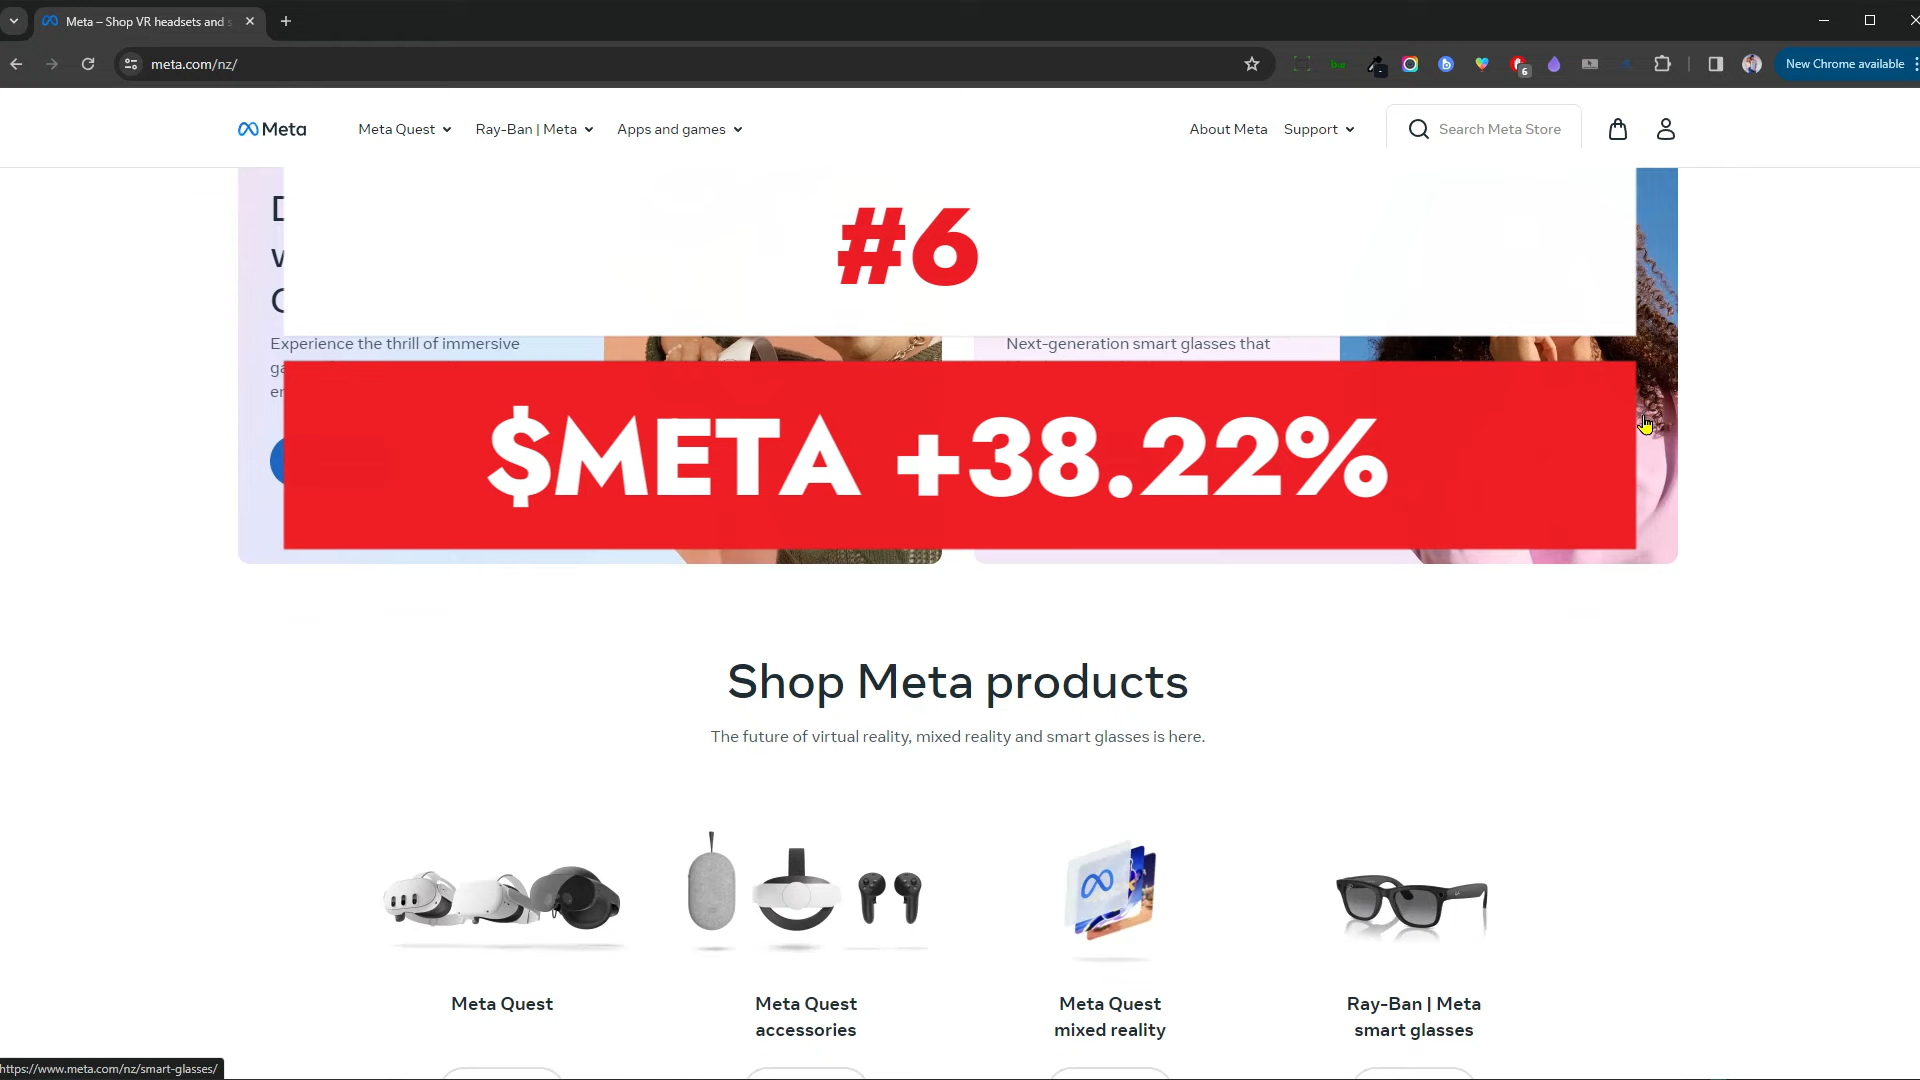 Meta – Shop VR headsets and s
meta.com/nz/
6
New Chrome available
Meta
Meta Quest
Ray-Ban | Meta
Apps and games
About Meta
Support
Search Meta Store
#6
Experience the thrill of immersive
Next-generation smart glasses that
ga
en
$META +38.22%
Shop Meta products
The future of virtual reality, mixed reality and smart glasses is here.
Meta Quest
Meta Quest
accessories
Meta Quest
mixed reality
Ray-Ban | Meta
smart glasses
https://www.meta.com/nz/smart-glasses/